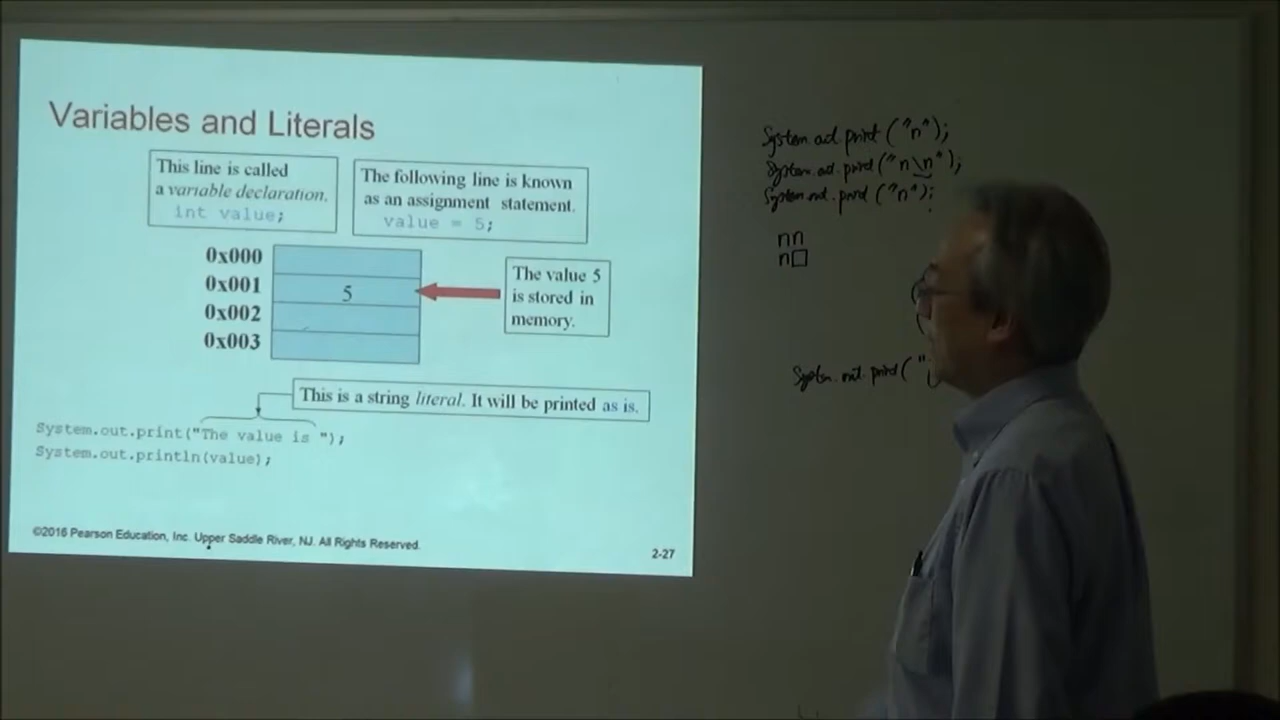 Variables and Literals
This line is called
a variable declaration.
int value;
The following line is known
as an assignment statement.
value = 5;
0x000
0x001
0x002
0x003
5
The value 5
is stored in
memory.
This is a string literal. It will be printed as is.
System.out.print("The value is ");
System.out.println(value);
©2016 Pearson Education, Inc. Upper Saddle River, NJ. All Rights Reserved.
2-27
System.out.print("n");
System.out.print("n\n");
System.out.print("n");
nn
n
System.out.print("